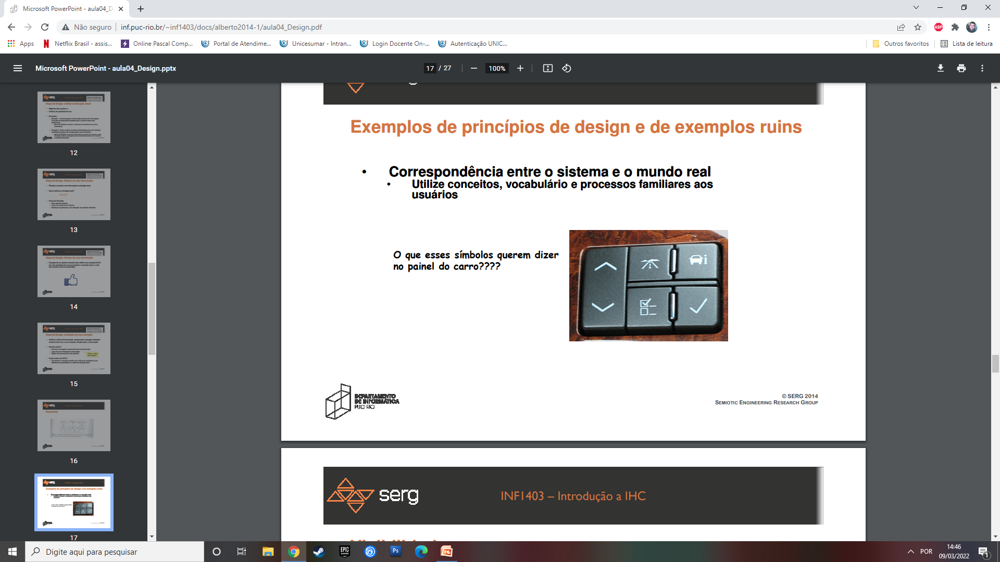 Microsoft PowerPoint - aula04_D
Não seguro
inf.puc-rio.br/~inf1403/docs/alberto2014-1/aula04_Design.pdf
ABP
Apps
Netflix Brasil - assis...
Online Pascal Comp...
Portal de Atendime...
Unicesumar - Intran...
Login Docente On-...
Autenticação UNIC...
Outros favoritos
Lista de leitura
Microsoft PowerPoint - aula04_Design.pptx
17 / 27
100%
12
13
14
15
16
17
Exemplos de princípios de design e de exemplos ruins
• Correspondência entre o sistema e o mundo real
• Utilize conceitos, vocabulário e processos familiares aos
usuários
O que esses símbolos querem dizer
no painel do carro????
i
DEPARTAMENTO
DE INFORMÁTICA
PUC-RIO
© SERG 2014
SEMIOTIC ENGINEERING RESEARCH GROUP
serg
INF1403 – Introdução a IHC
Digite aqui para pesquisar
EPIC
GAMES
Ps
POR
14:46
09/03/2022
1